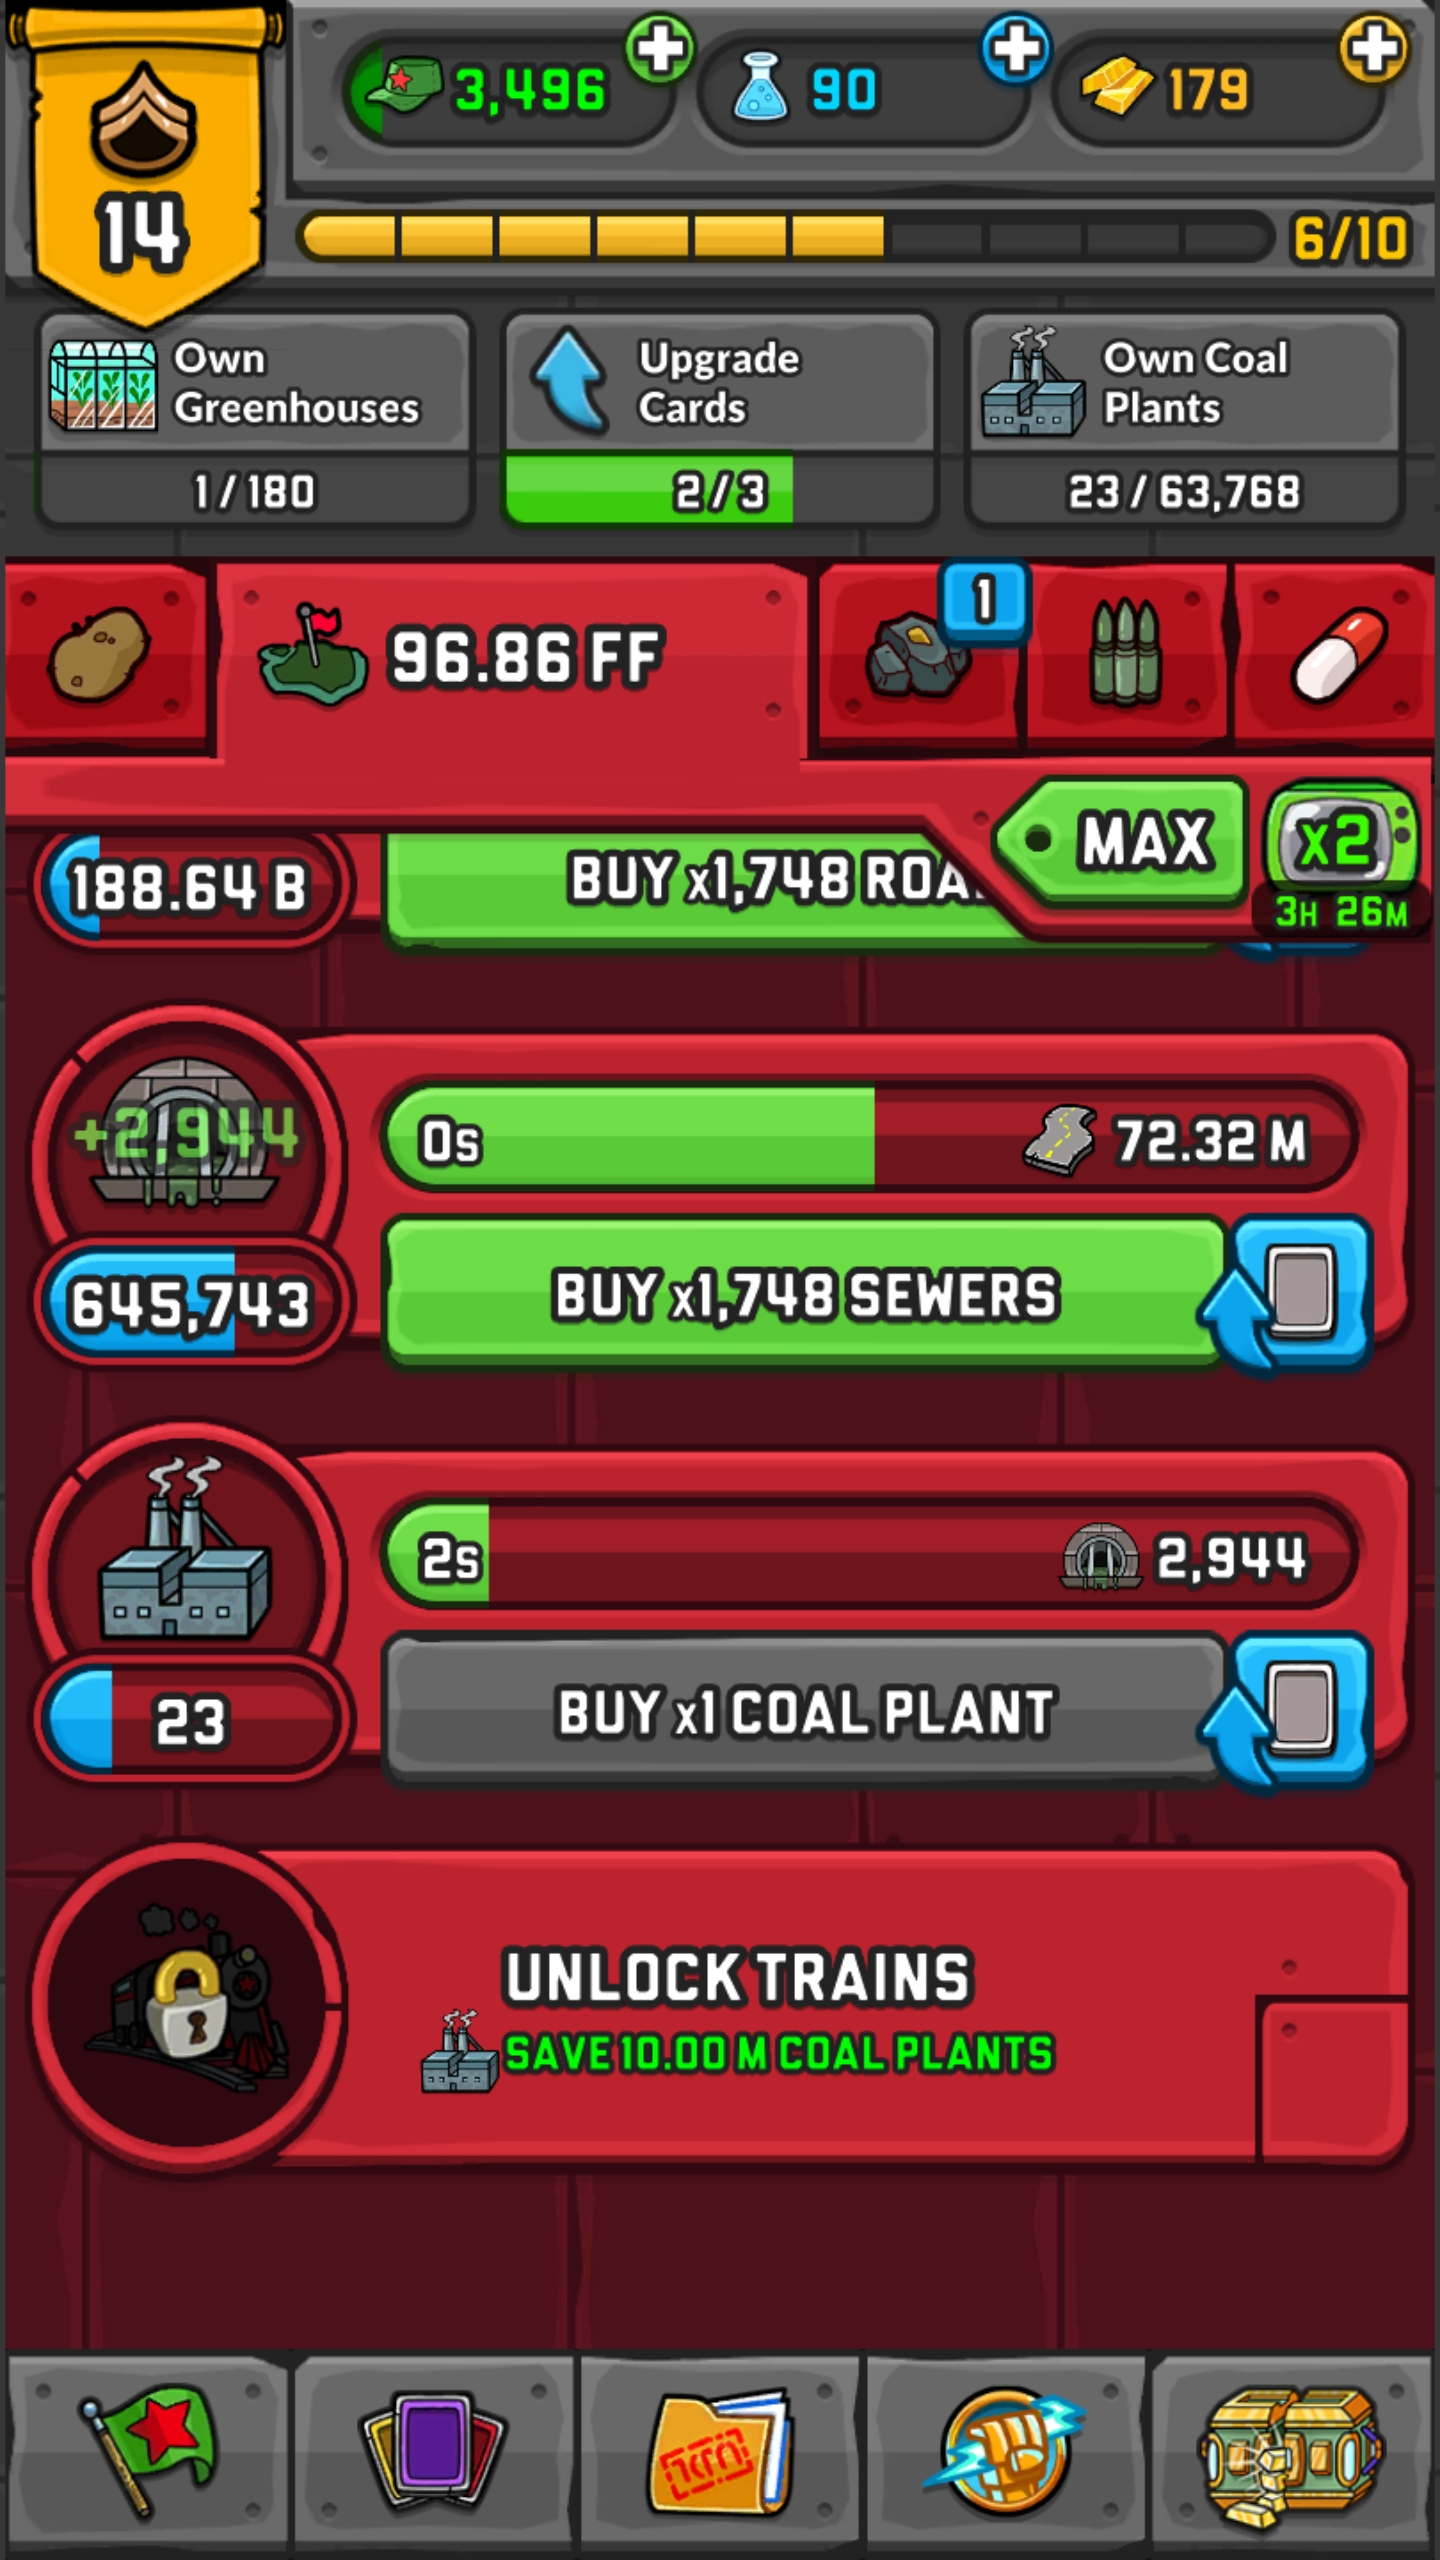 3,496
90
179
14
6/10
Own
Greenhouses
1/180
Upgrade
Cards
2/3
Own Coal
Plants
23/63,768
96.86 FF
1
MAX
x2
3H 26M
188.64 B
BUY x1,748
+2,944
0s
72.32 M
645,743
BUY x1,748 SEWERS
2s
2,944
23
BUY x1 COAL PLANT
UNLOCK TRAINS
SAVE 10.00 M COAL PLANTS